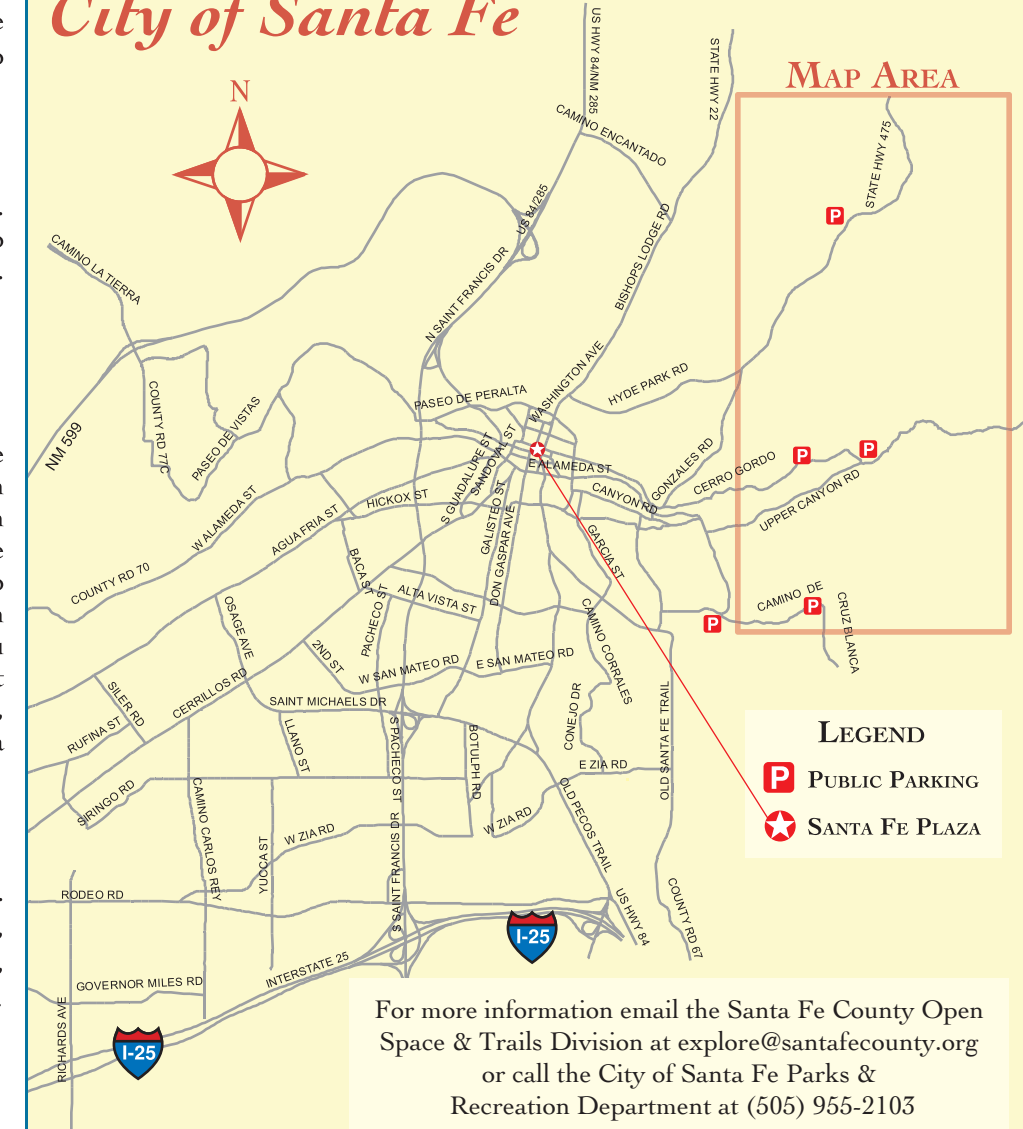 City of Santa Fe
N
MAP AREA
US HWY 84/NM 285
STATE HWY 22
CAMINO ENCANTADO
STATE HWY 475
P
US 84/285
BISHOPS LODGE RD
CAMINO LA TIERRA
N SAINT FRANCIS DR
WASHINGTON AVE
HYDE PARK RD
PASEO DE PERALTA
COUNTY RD 77C
PASEO DE VISTAS
NM 599
S GUADALUPE ST
SANDOVAL ST
E ALAMEDA ST
GONZALES RD
CERRO GORDO
P
P
UPPER CANYON RD
CANYON RD
HICKOX ST
W ALAMEDA ST
AGUA FRIA ST
GALISTEO ST
DON GASPAR AVE
GARCIA ST
COUNTY RD 70
BACA ST
PACHECO ST
ALTA VISTA ST
CAMINO DE
CRUZ BLANCA
P
P
OSAGE AVE
2ND ST
CAMINO CORRALES
W SAN MATEO RD
E SAN MATEO RD
SILER RD
CERRILLOS RD
SAINT MICHAELS DR
RUFINA ST
LLANO ST
S PACHECO ST
BOTULPH RD
CONEJO DR
OLD SANTA FE TRAIL
E ZIA RD
SIRINGO RD
CAMINO CARLOS REY
YUCCA ST
W ZIA RD
W ZIA RD
OLD PECOS TRAIL
S SAINT FRANCIS DR
RODEO RD
US HWY 84
COUNTY RD 67
INTERSTATE 25
I-25
GOVERNOR MILES RD
RICHARDS AVE
I-25
LEGEND
P PUBLIC PARKING
SANTA FE PLAZA
For more information email the Santa Fe County Open
Space & Trails Division at explore@santafecounty.org
or call the City of Santa Fe Parks &
Recreation Department at (505) 955-2103